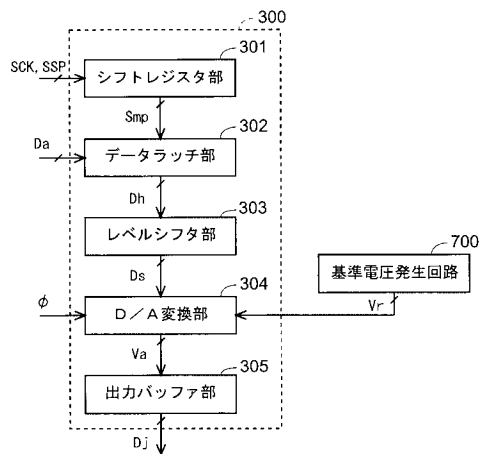 300
301
SCK,SSP
シフトレジスタ部
Smp
302
Da
データラッチ部
Dh
303
レベルシフタ部
700
Ds
304
基準電圧発生回路
φ
D/A変換部
Vr
Va
305
出力バッファ部
Dj